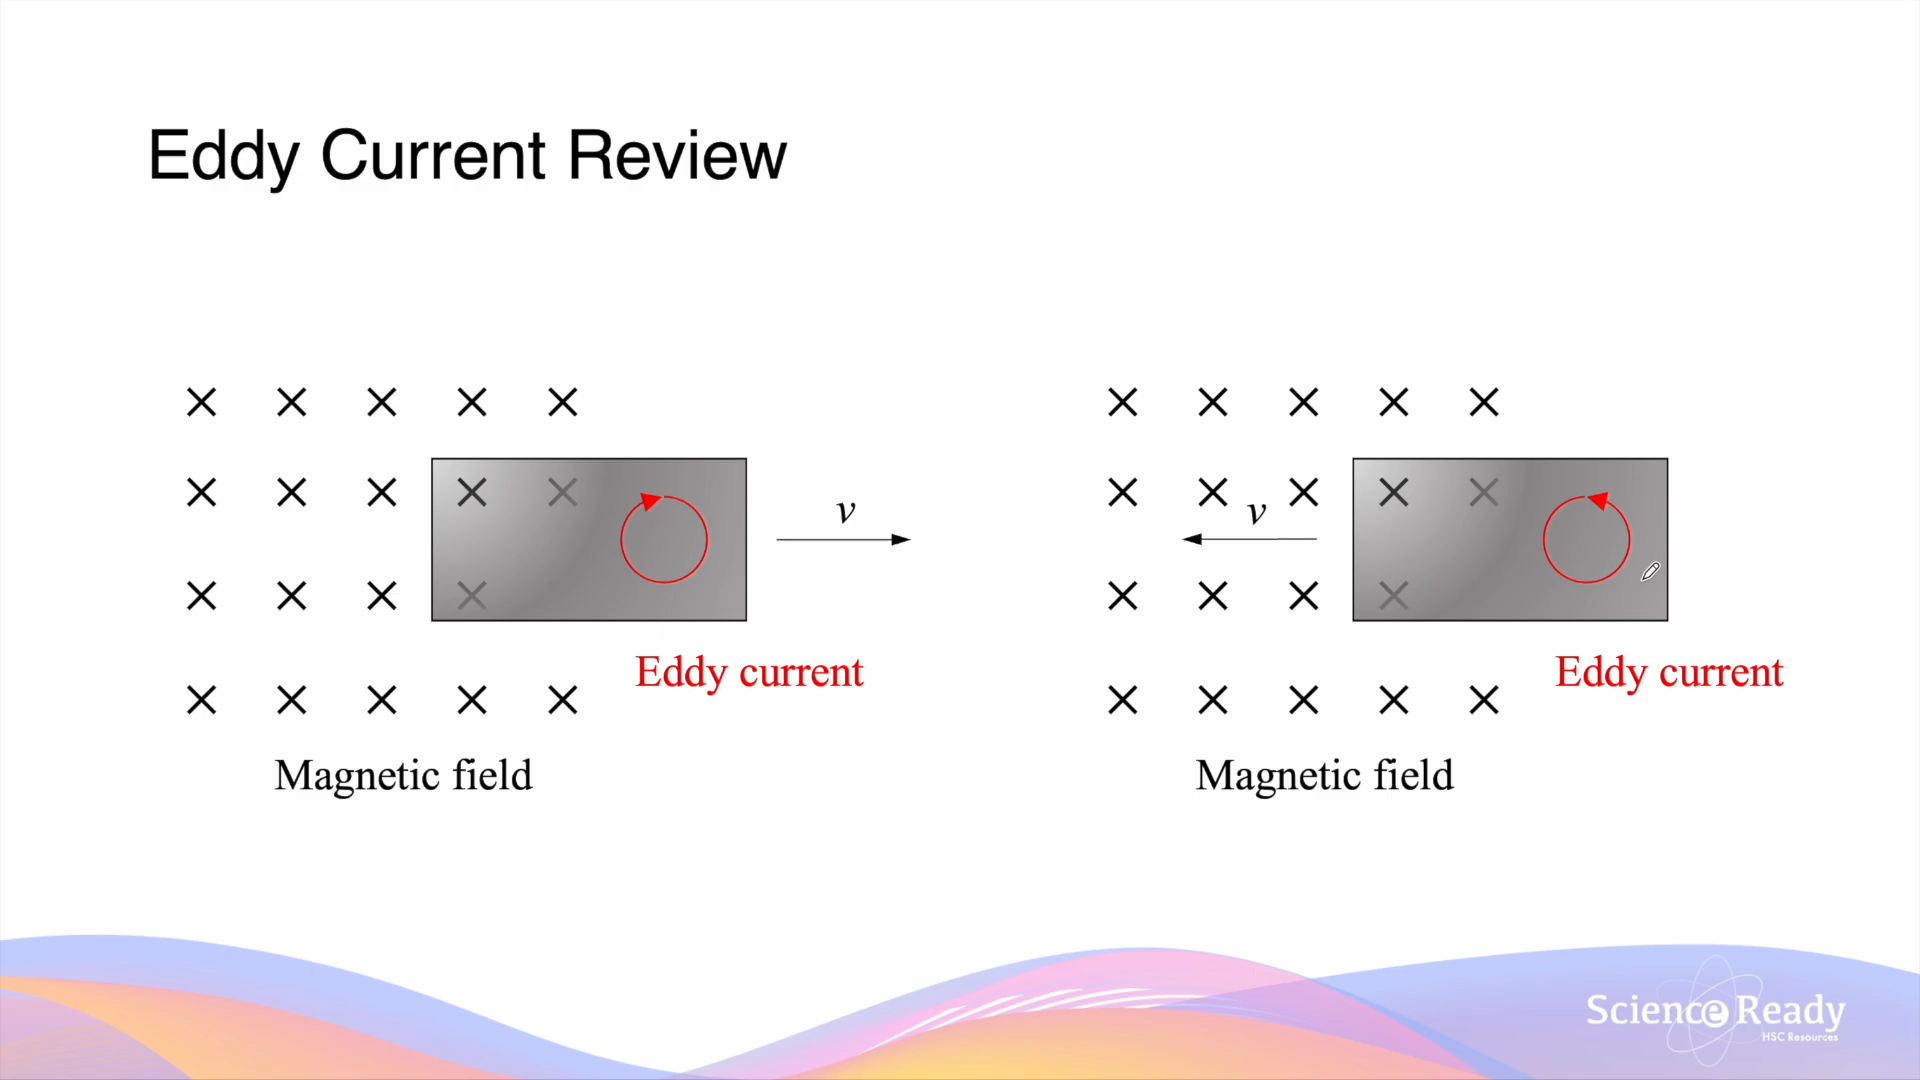 Eddy Current Review
v
v
Eddy current
Eddy current
Magnetic field
Magnetic field
Science Ready
HSC Resources